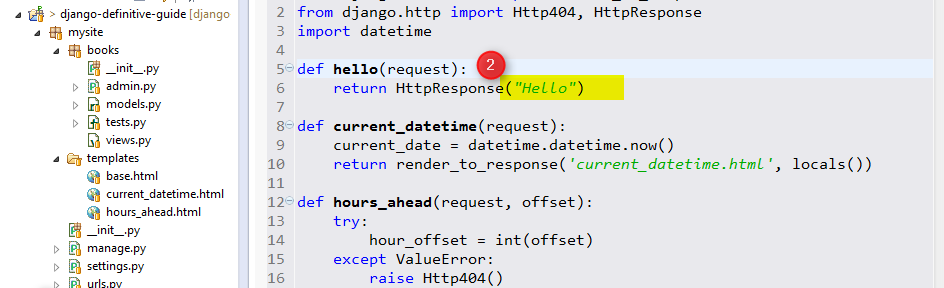 > django-definitive-guide [django
mysite
books
__init__.py
admin.py
models.py
tests.py
views.py
templates
base.html
current_datetime.html
hours_ahead.html
__init__.py
manage.py
settings.py
urls.py
2 from django.http import Http404, HttpResponse
3 import datetime
4
5 def hello(request):
2
6 return HttpResponse("Hello")
7
8 def current_datetime(request):
9 current_date = datetime.datetime.now()
10 return render_to_response('current_datetime.html', locals())
11
12 def hours_ahead(request, offset):
13 try:
14 hour_offset = int(offset)
15 except ValueError:
16 raise Http404()